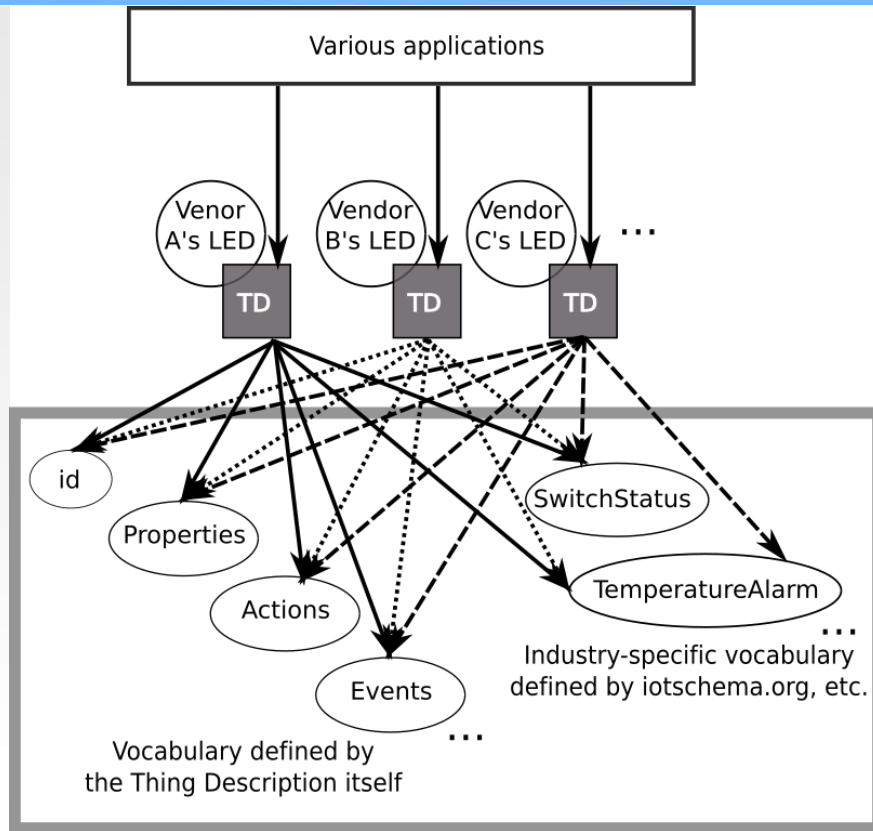 Various applications
Venor
A's LED
Vendor
B's LED
Vendor
C's LED
...
TD
TD
TD
id
Properties
Actions
Events
...
SwitchStatus
TemperatureAlarm
...
Industry-specific vocabulary
defined by iotschema.org, etc.
Vocabulary defined by
the Thing Description itself